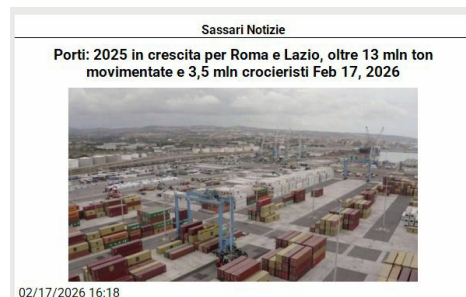 Sassari Notizie
Porti: 2025 in crescita per Roma e Lazio, oltre 13 mln ton
movimentate e 3,5 mln crocieristi Feb 17, 2026
02/17/2026 16:18